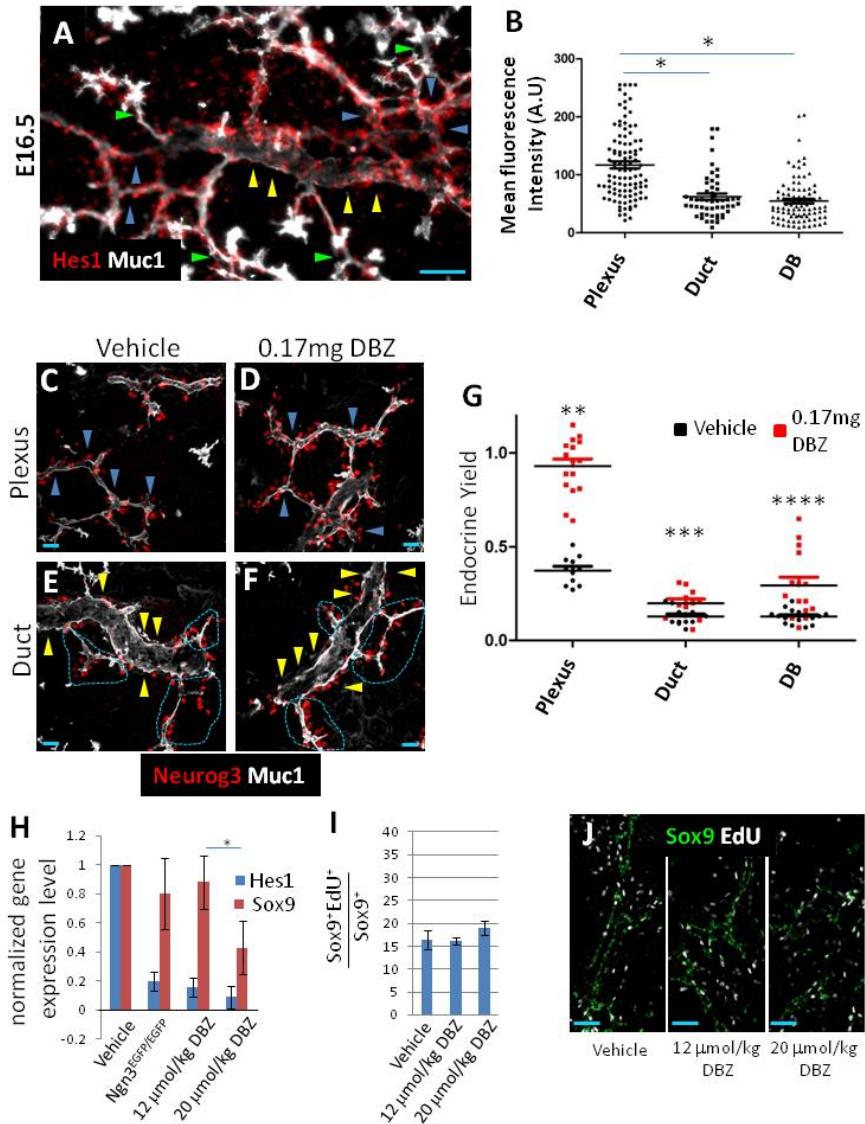 A
E16.5
Hes1 Muc1
B
Mean fluorescence
Intensity (A.U)
300
200
100
0
*
*
Plexus
Duct
DB
Vehicle
0.17mg DBZ
C
D
Plexus
E
F
Duct
Neurog3 Muc1
G
Endocrine Yield
1.0
0.5
0.0
**
***
****
Vehicle
0.17mg
DBZ
Plexus
Duct
DB
H
normalized gene
expression level
1.2
1
0.8
0.6
0.4
0.2
0
-0.2
*
Hes1
Sox9
Vehicle
Ngn3EGFP/EGFP
12 µmol/kg DBZ
20 µmol/kg DBZ
I
Sox9+EdU+
Sox9+
40
35
30
25
20
15
10
5
0
Vehicle
12 µmol/kg DBZ
20 µmol/kg DBZ
J
Sox9 EdU
Vehicle
12 µmol/kg
DBZ
20 µmol/kg
DBZ